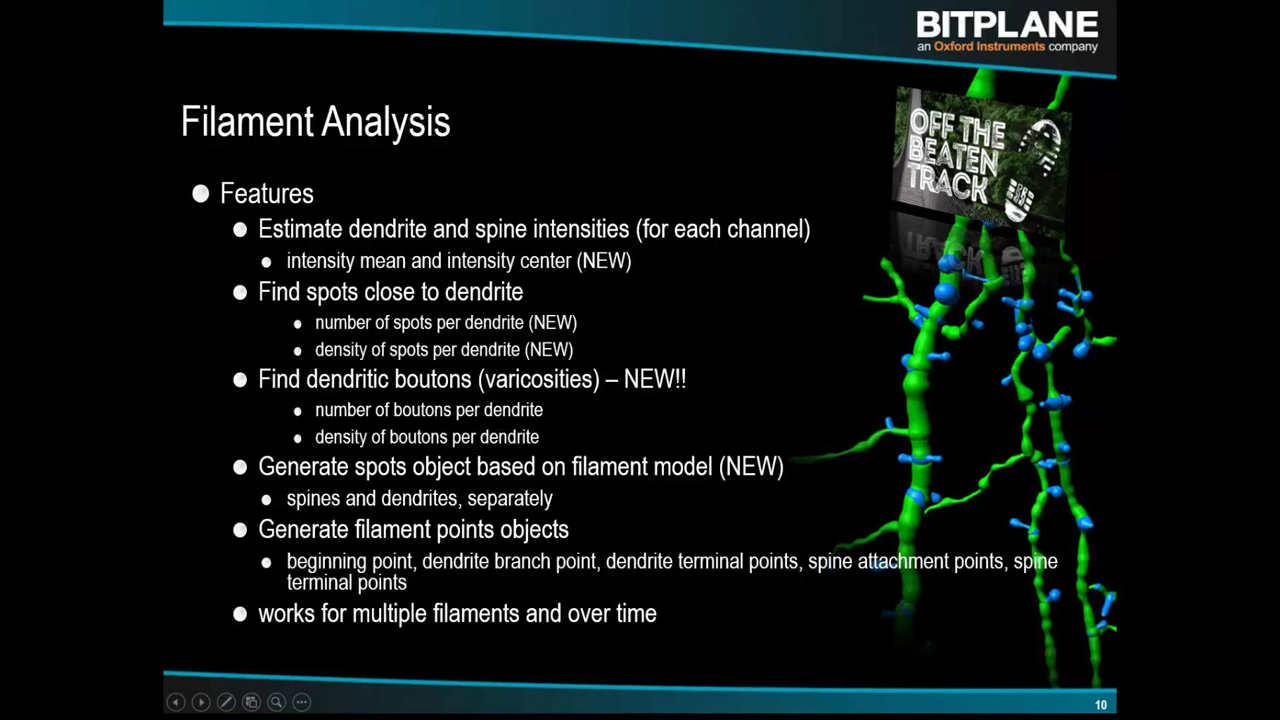 BITPLANE
an Oxford Instruments company
Filament Analysis
OFF THE
BEATEN
TRACK
Features
Estimate dendrite and spine intensities (for each channel)
intensity mean and intensity center (NEW)
Find spots close to dendrite
number of spots per dendrite (NEW)
density of spots per dendrite (NEW)
Find dendritic boutons (varicosities) – NEW!!
number of boutons per dendrite
density of boutons per dendrite
Generate spots object based on filament model (NEW)
spines and dendrites, separately
Generate filament points objects
beginning point, dendrite branch point, dendrite terminal points, spine attachment points, spine
terminal points
works for multiple filaments and over time
10